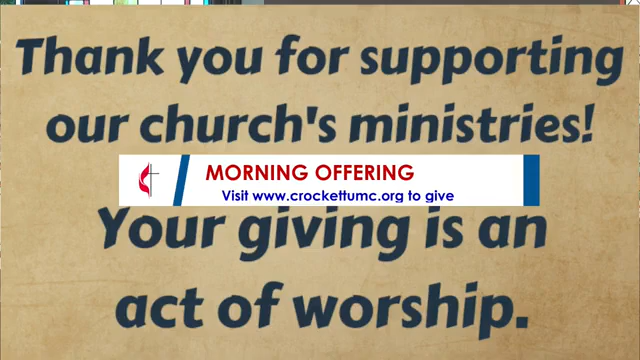 Thank you for supporting
our church's ministries!
MORNING OFFERING
Visit www.crockettumc.org to give
Your giving is an
act of worship.